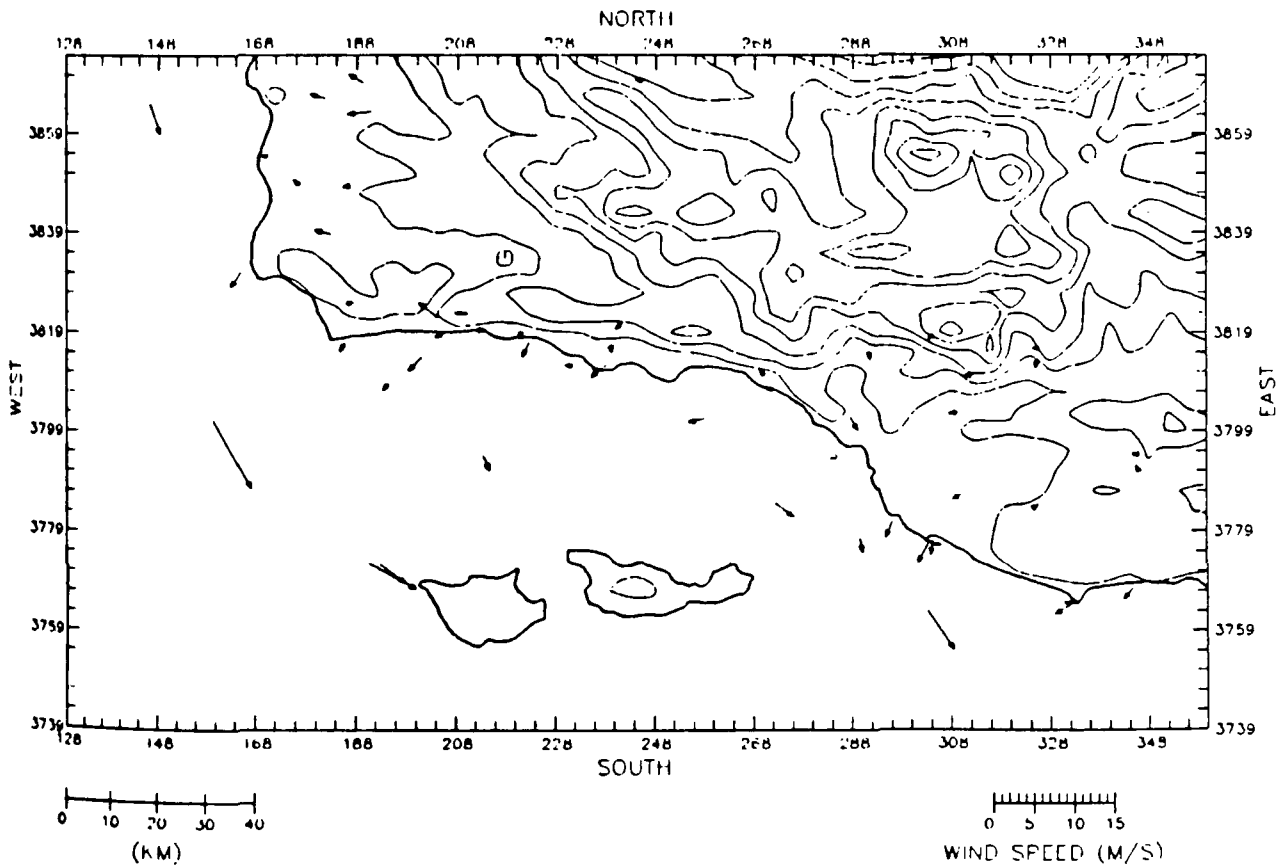 NORTH
128 148 168 188 208 228 248 268 288 308 328 348
3859 3859
3839 3839
G
3819 3819
WEST
EAST
3799 3799
3779 3779
3759 3759
3739 3739
128 148 168 188 208 228 248 268 288 308 328 348
SOUTH
0 10 20 30 40
(KM)
0 5 10 15
WIND SPEED (M/S)